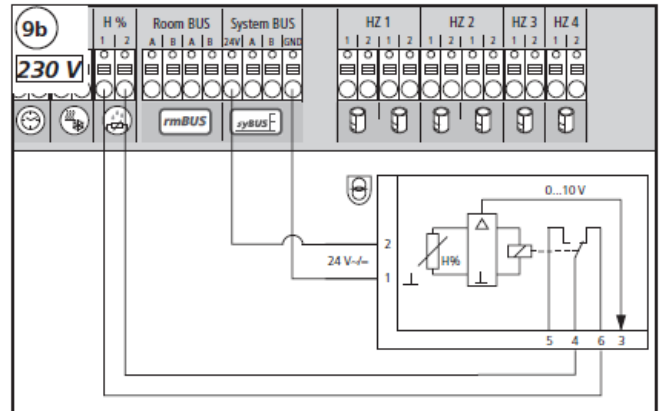 9b
230 V
H % Room BUS System BUS HZ 1 HZ 2 HZ 3 HZ 4
1 2 A B A B 24V A B GND 1 2 1 2 1 2 1 2 1 2 1 2
rmBUS syBUS
0...10 V
2
24 V~/=
H%
1
5 4 6 3